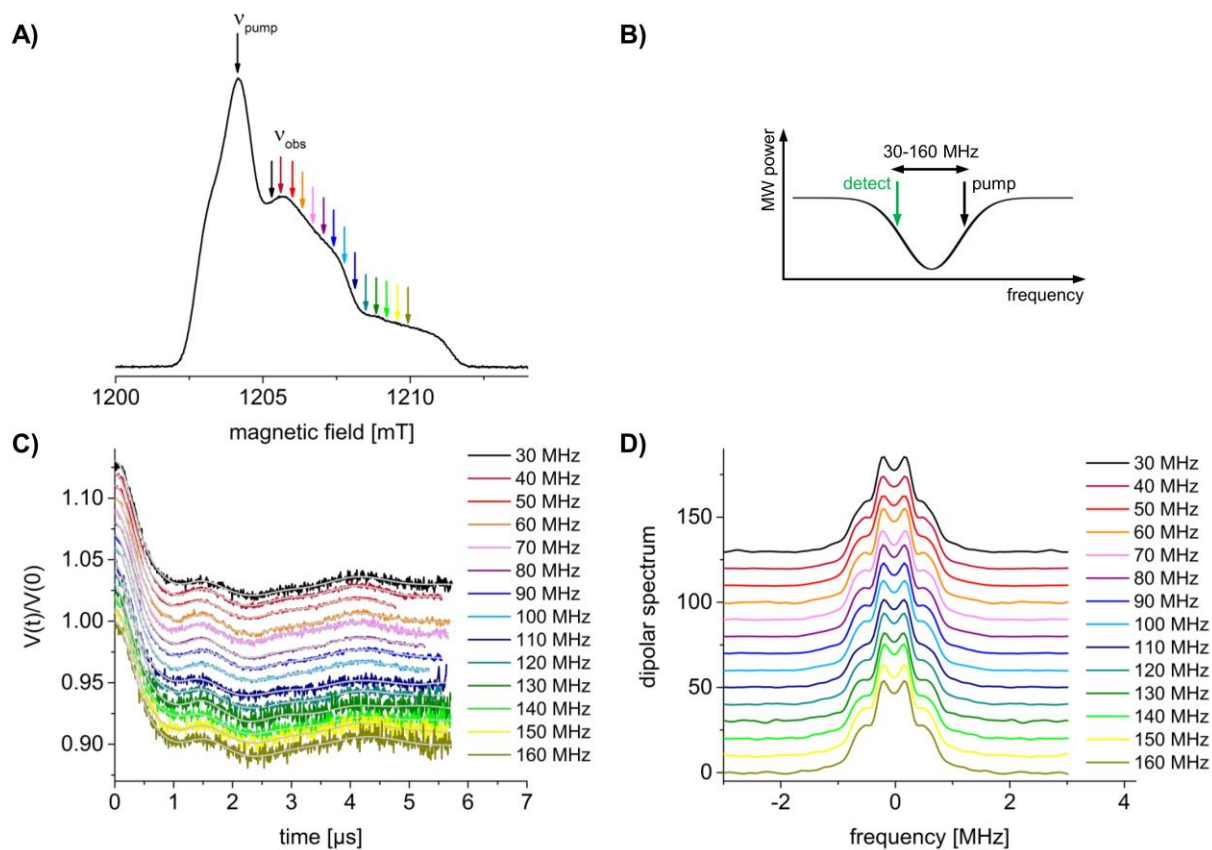 A)
νpump
νobs
1200
1205
1210
magnetic field [mT]
B)
MW power
30-160 MHz
detect
pump
frequency
C)
V(t)/V(0)
1.10
1.05
1.00
0.95
0.90
0
1
2
3
4
5
6
7
time [µs]
30 MHz
40 MHz
50 MHz
60 MHz
70 MHz
80 MHz
90 MHz
100 MHz
110 MHz
120 MHz
130 MHz
140 MHz
150 MHz
160 MHz
D)
dipolar spectrum
150
100
50
0
-2
0
2
4
frequency [MHz]
30 MHz
40 MHz
50 MHz
60 MHz
70 MHz
80 MHz
90 MHz
100 MHz
110 MHz
120 MHz
130 MHz
140 MHz
150 MHz
160 MHz